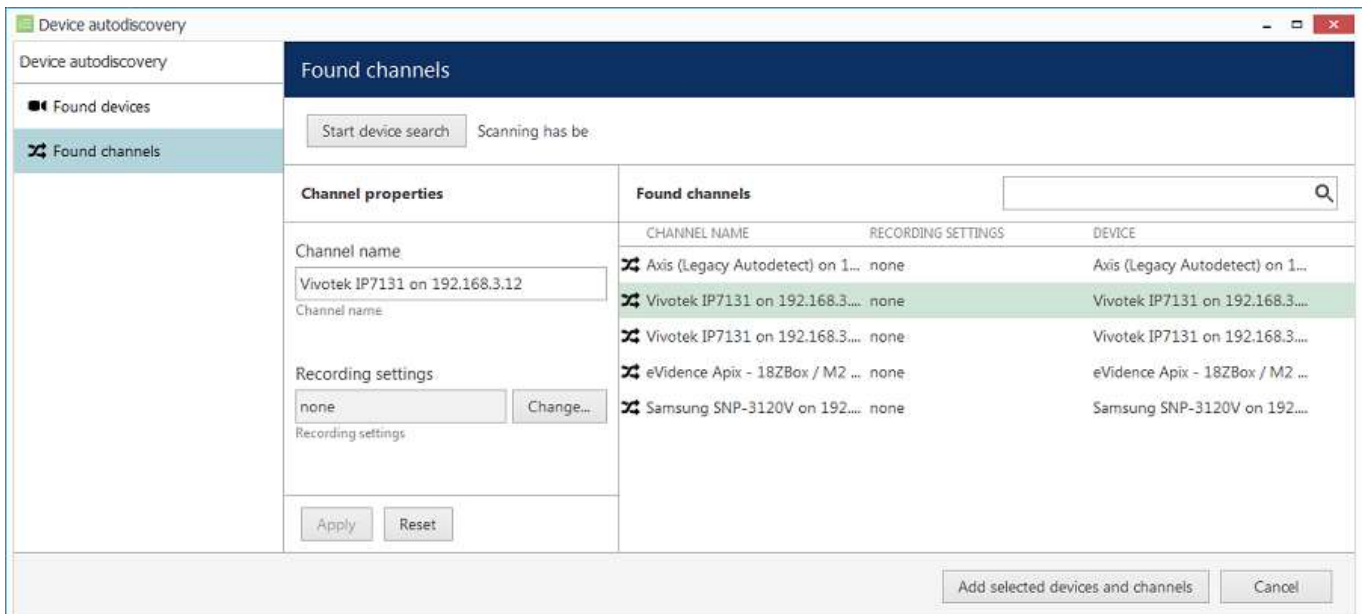 Device autodiscovery
Device autodiscovery
Found devices
Found channels
Found channels
Start device search Scanning has be
Channel properties
Channel name
Vivotek IP7131 on 192.168.3.12
Channel name
Recording settings
none Change...
Recording settings
Apply Reset
Found channels
CHANNEL NAME RECORDING SETTINGS DEVICE
Axis (Legacy Autodetect) on 1... none Axis (Legacy Autodetect) on 1...
Vivotek IP7131 on 192.168.3.... none Vivotek IP7131 on 192.168.3....
Vivotek IP7131 on 192.168.3.... none Vivotek IP7131 on 192.168.3....
eVidence Apix - 18ZBox / M2 ... none eVidence Apix - 18ZBox / M2 ...
Samsung SNP-3120V on 192.... none Samsung SNP-3120V on 192....
Add selected devices and channels Cancel